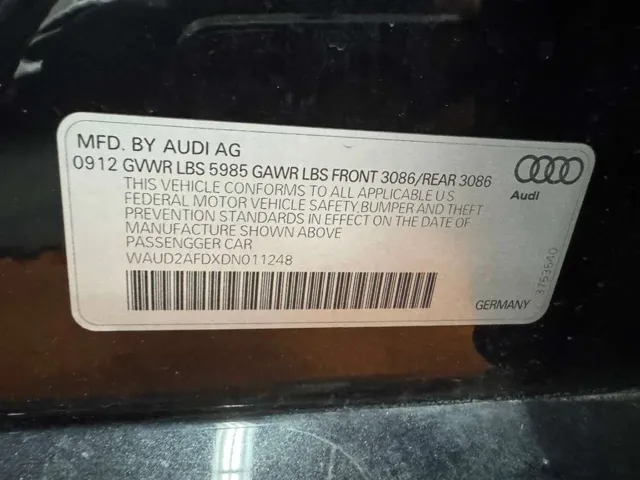 MFD. BY AUDI AG
0912 GVWR LBS 5985 GAWR LBS FRONT 3086/REAR 3086
THIS VEHICLE CONFORMS TO ALL APPLICABLE U S
FEDERAL MOTOR VEHICLE SAFETY, BUMPER AND THEFT
PREVENTION STANDARDS IN EFFECT ON THE DATE OF
MANUFACTURE SHOWN ABOVE
PASSENGGER CAR
WAUD2AFDXDN011248
Audi
GERMANY
3753540